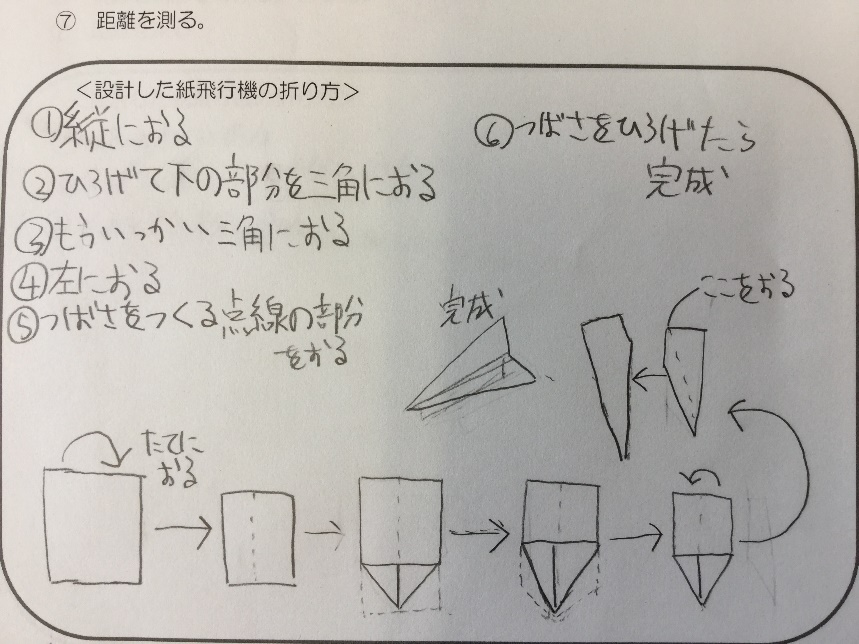 ⑦ 距離を測る。
＜設計した紙飛行機の折り方＞
①縦におる
②ひろげて下の部分を三角におる
③もういっかい三角におる
④左におる
⑤つばさをつくる点線の部分
をおる
⑥つばさをひろげたら
完成
完成
ここをおる
たてに
おる